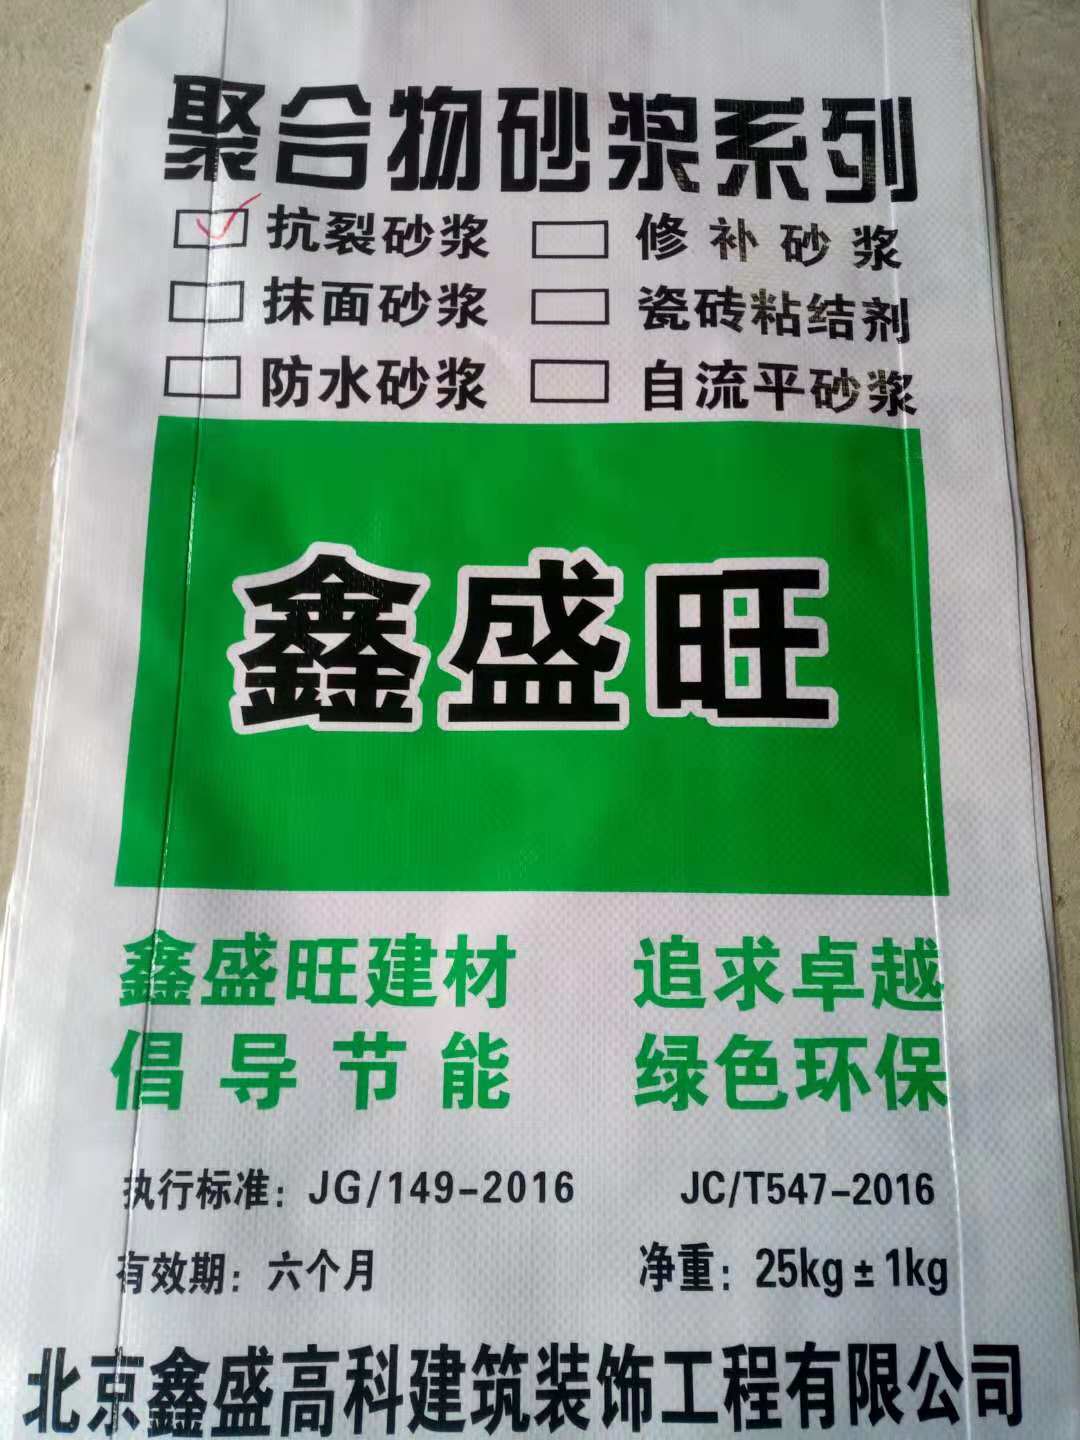 聚合物砂浆系列
抗裂砂浆 修补砂浆
抹面砂浆 瓷砖粘结剂
防水砂浆 自流平砂浆
鑫盛旺
鑫盛旺建材 追求卓越
倡导节能 绿色环保
执行标准：JG/149-2016 JC/T547-2016
有效期：六个月 净重：25kg±1kg
北京鑫盛高科建筑装饰工程有限公司